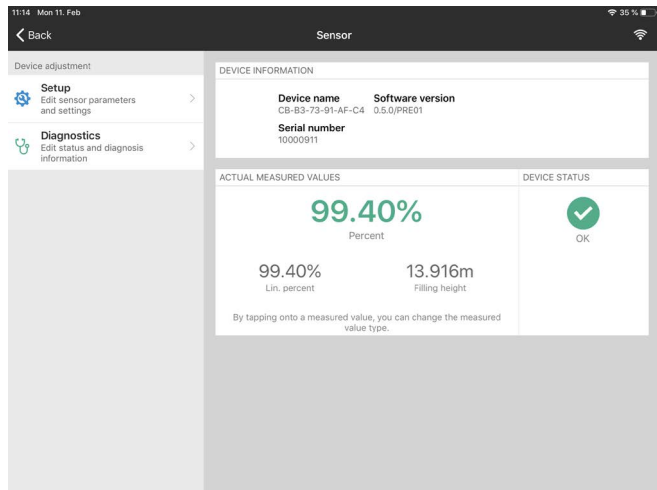 11:14 Mon 11. Feb
35 %
Back
Sensor
Device adjustment
Setup
Edit sensor parameters
and settings
Diagnostics
Edit status and diagnosis
information
DEVICE INFORMATION
Device name
CB-B3-73-91-AF-C4
Software version
0.5.0/PRE01
Serial number
10000911
ACTUAL MEASURED VALUES
99.40%
Percent
99.40%
Lin. percent
13.916m
Filling height
By tapping onto a measured value, you can change the measured
value type.
DEVICE STATUS
OK